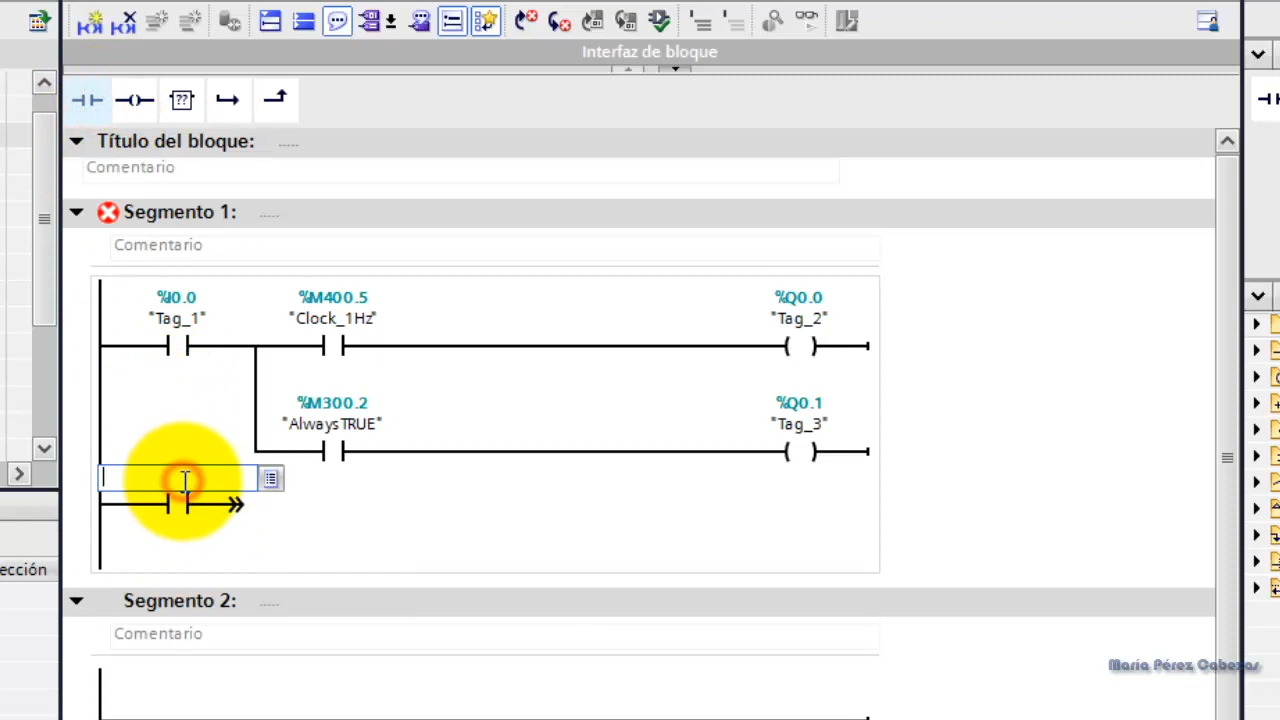 Interfaz de bloque
??
Título del bloque: .....
Comentario
Segmento 1: .....
Comentario
%I0.0 %M400.5 %Q0.0
"Tag_1" "Clock_1Hz" "Tag_2"
%M300.2 %Q0.1
"AlwaysTRUE" "Tag_3"
ección
Segmento 2: .....
Comentario
María Pérez Cabezas